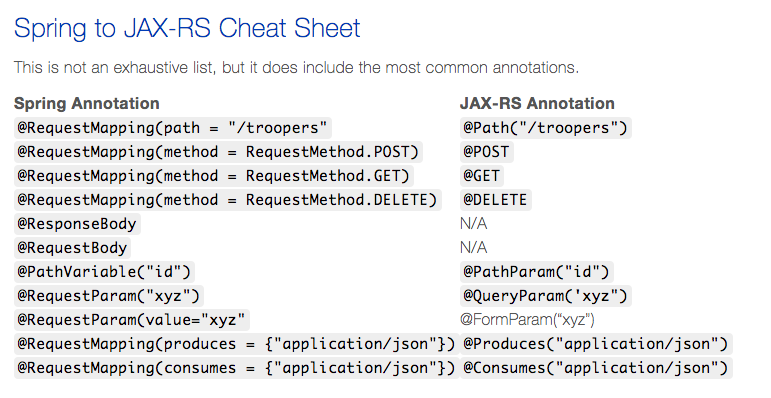 Spring to JAX-RS Cheat Sheet
This is not an exhaustive list, but it does include the most common annotations.
Spring Annotation JAX-RS Annotation
@RequestMapping(path = "/troopers" @Path("/troopers")
@RequestMapping(method = RequestMethod.POST) @POST
@RequestMapping(method = RequestMethod.GET) @GET
@RequestMapping(method = RequestMethod.DELETE) @DELETE
@ResponseBody N/A
@RequestBody N/A
@PathVariable("id") @PathParam("id")
@RequestParam("xyz") @QueryParam('xyz")
@RequestParam(value="xyz" @FormParam(“xyz”)
@RequestMapping(produces = {"application/json"}) @Produces("application/json")
@RequestMapping(consumes = {"application/json"}) @Consumes("application/json")